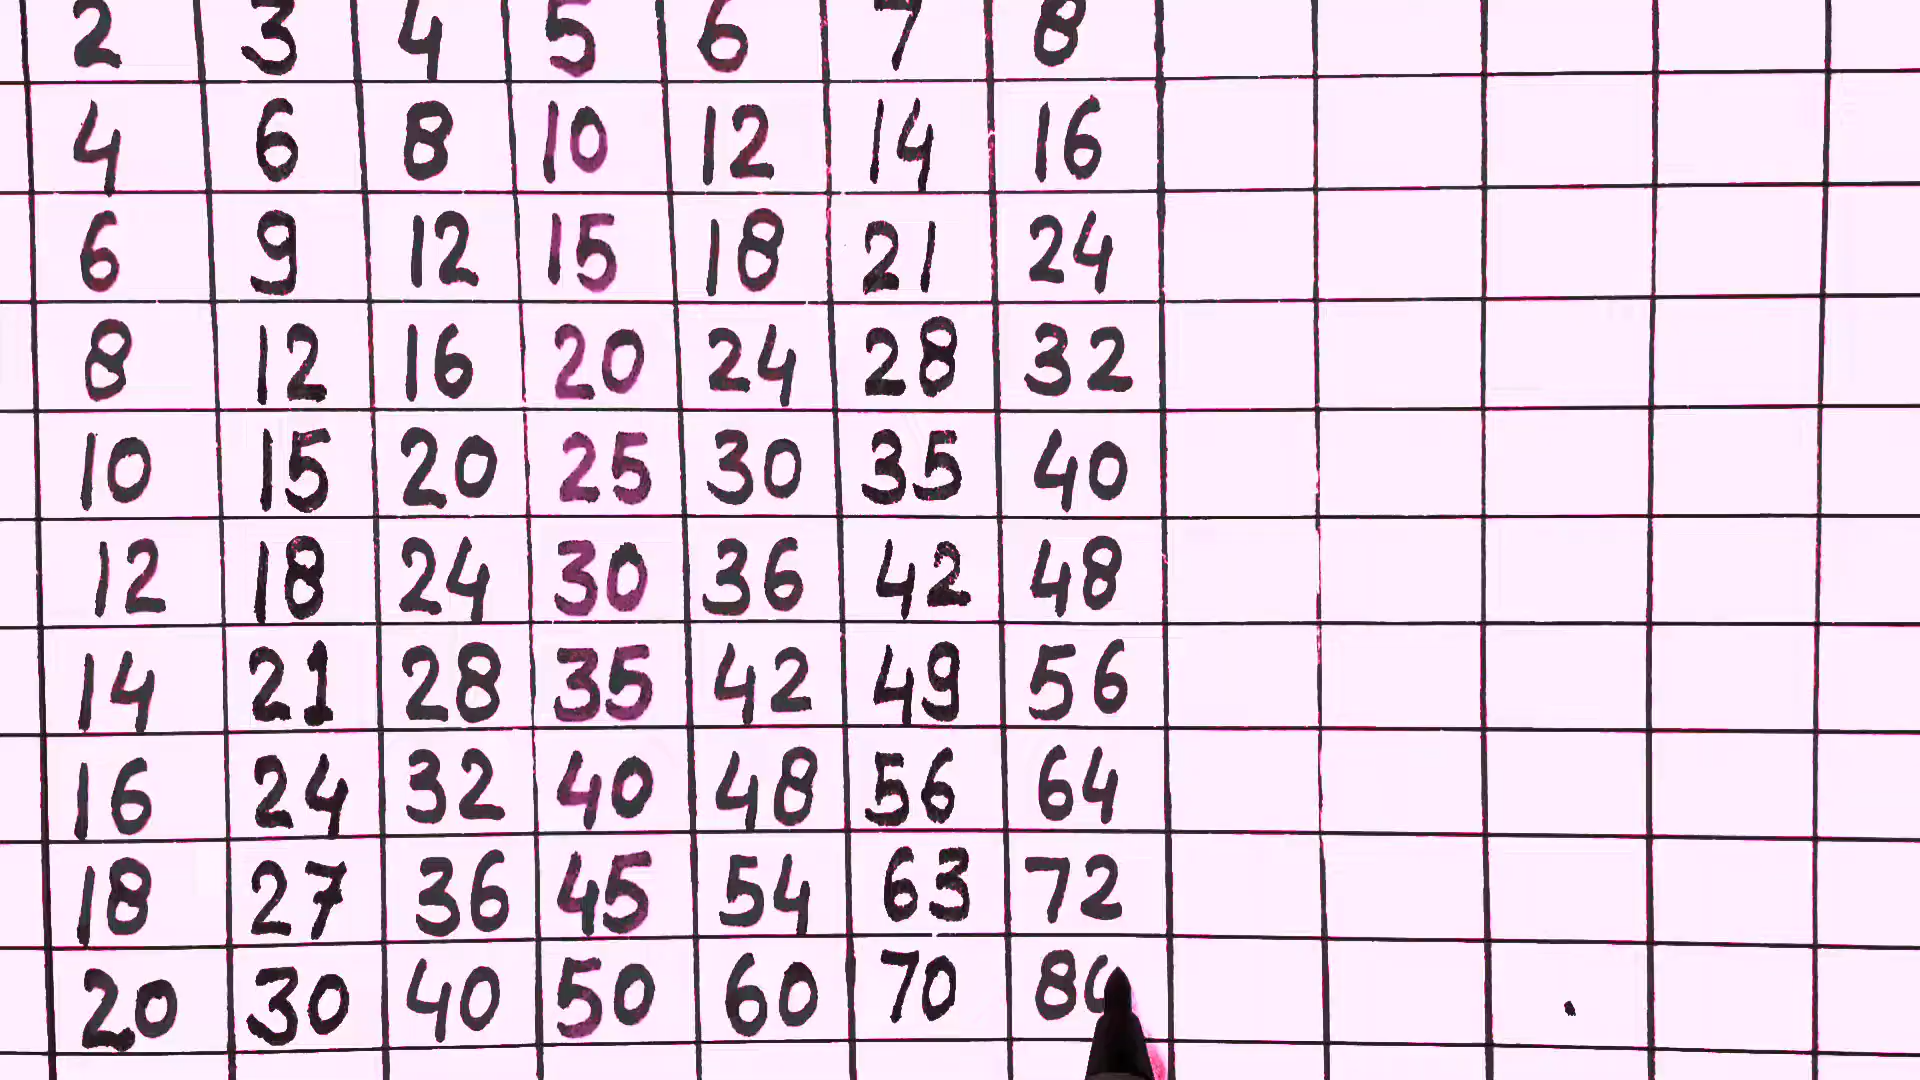 2 3 4 5 6 7 8
4 6 8 10 12 14 16
6 9 12 15 18 21 24
8 12 16 20 24 28 32
10 15 20 25 30 35 40
12 18 24 30 36 42 48
14 21 28 35 42 49 56
16 24 32 40 48 56 64
18 27 36 45 54 63 72
20 30 40 50 60 70 80